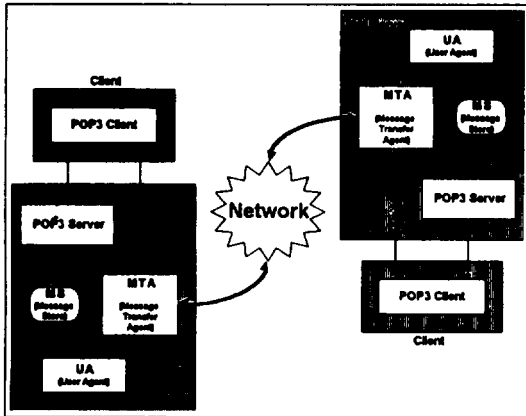 Client
POP3 Client
POP3 Server
MS
(Message
Store)
MTA
(Message
Transfer
Agent)
UA
(User Agent)
Network
UA
(User Agent)
MTA
(Message
Transfer
Agent)
MS
(Message
Store)
POP3 Server
POP3 Client
Client